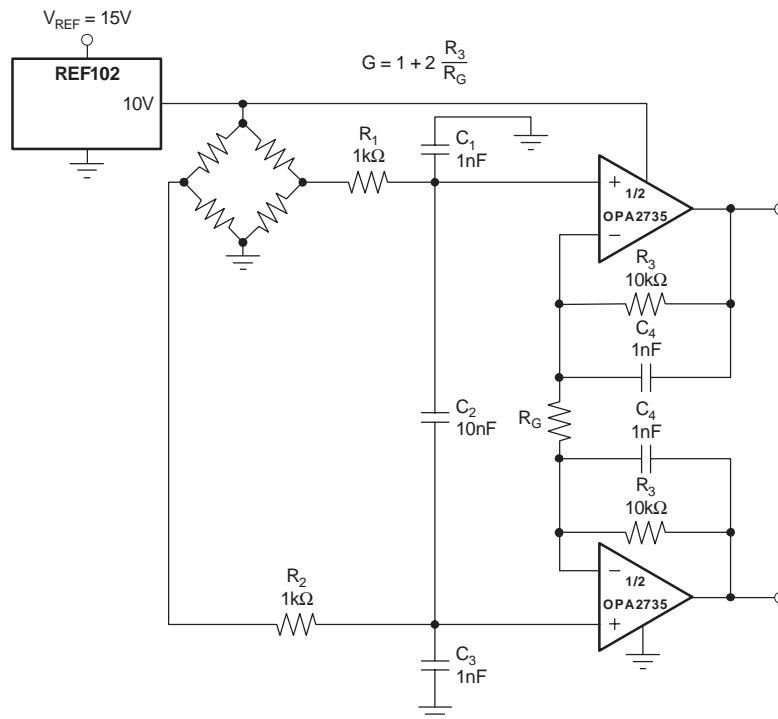 V_REF = 15V
REF102
10V
G = 1 + 2 R_3/R_G
R_1
1kΩ
C_1
1nF
+
1/2
OPA2735
−
R_3
10kΩ
C_4
1nF
R_G
C_2
10nF
C_4
1nF
R_3
10kΩ
R_2
1kΩ
−
1/2
OPA2735
+
C_3
1nF